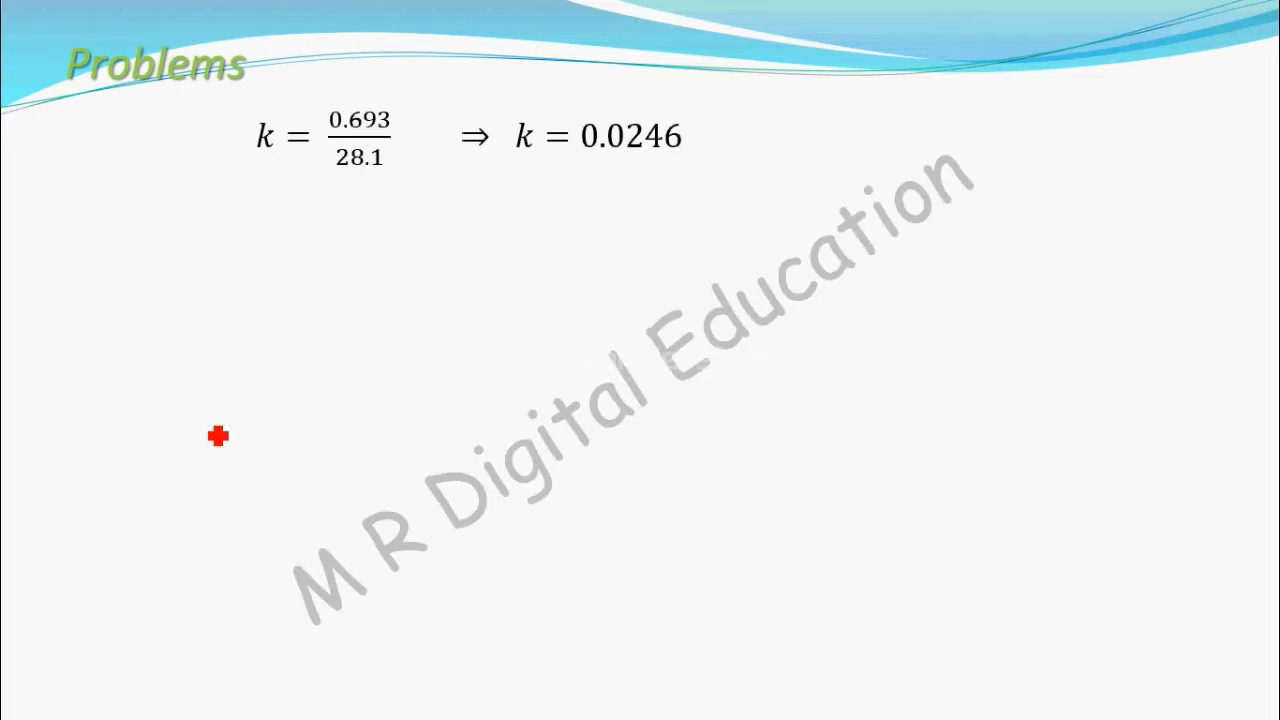 Problems
k = 0.693/28.1 ⇒ k = 0.0246
M R Digital Education